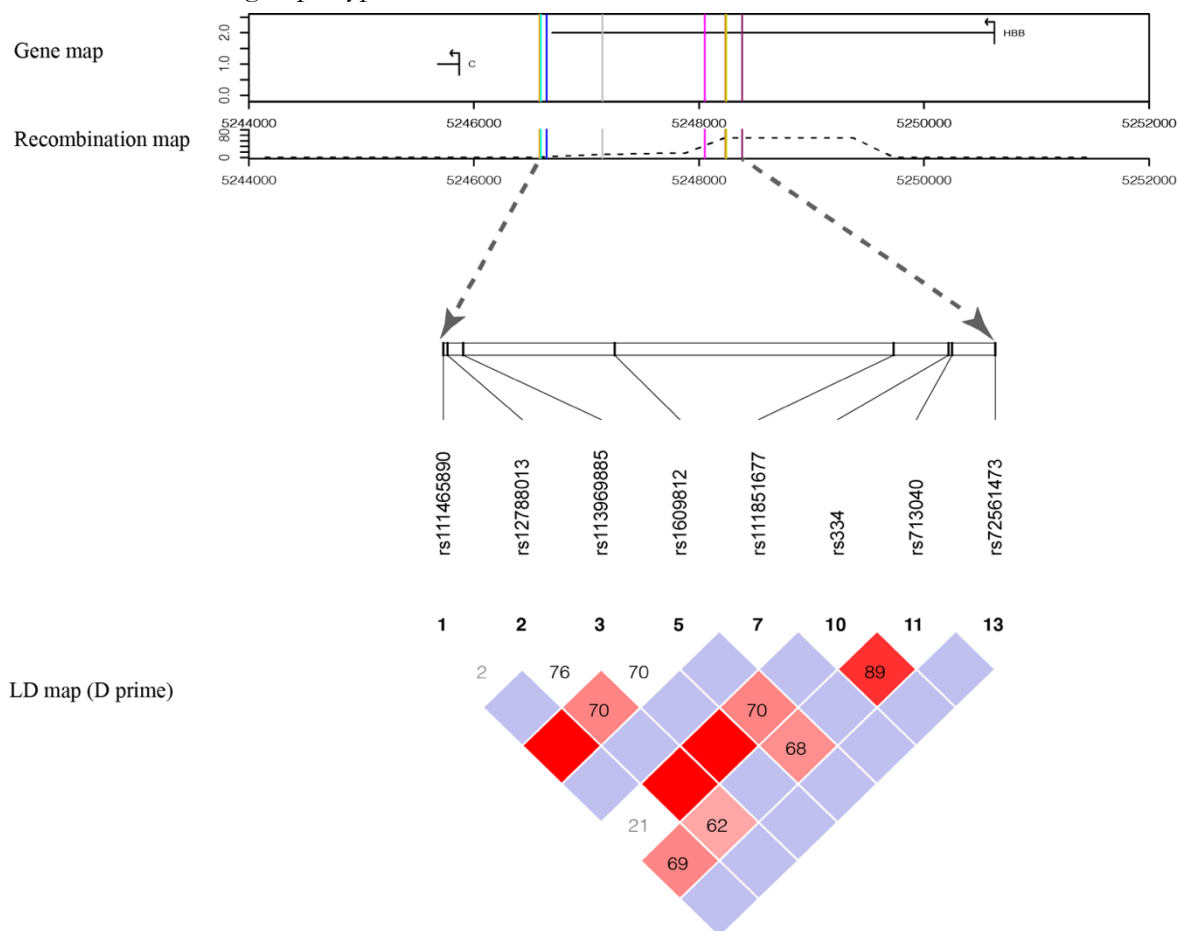 Gene map
0.0 1.0 2.0
HBB
C
5244000 5246000 5248000 5250000 5252000
Recombination map
0 80
5244000 5246000 5248000 5250000 5252000
rs111465890 rs12788013 rs113969885 rs1609812 rs111851677 rs334 rs713040 rs72561473
1 2 3 5 7 10 11 13
2 76 70 89
LD map (D prime)
70 70
68
21 62
69